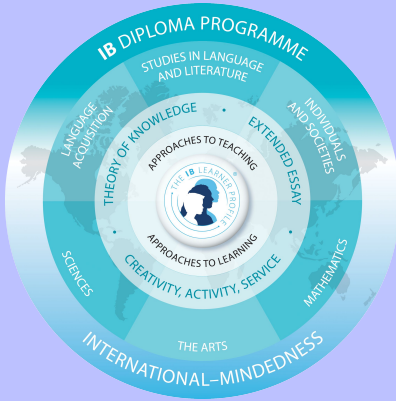 IB DIPLOMA PROGRAMME
STUDIES IN LANGUAGE
AND LITERATURE
LANGUAGE
ACQUISITION
INDIVIDUALS
AND SOCIETIES
THEORY OF KNOWLEDGE
EXTENDED ESSAY
APPROACHES TO TEACHING
THE IB LEARNER PROFILE
APPROACHES TO LEARNING
CREATIVITY, ACTIVITY, SERVICE
SCIENCES
MATHEMATICS
THE ARTS
INTERNATIONAL–MINDEDNESS